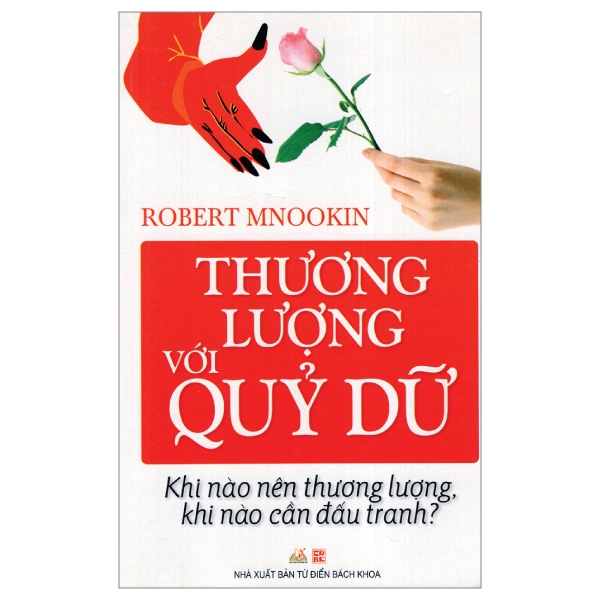 ROBERT MNOOKIN
THƯƠNG
LƯỢNG
VỚI
QUỶ DỮ
Khi nào nên thương lượng,
khi nào cần đấu tranh?
NHÀ XUẤT BẢN TỪ ĐIỂN BÁCH KHOA